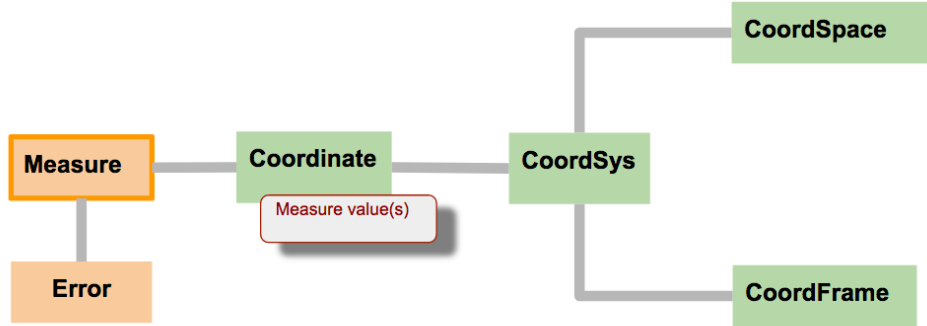 CoordSpace
Measure
Coordinate
CoordSys
Measure value(s)
Error
CoordFrame